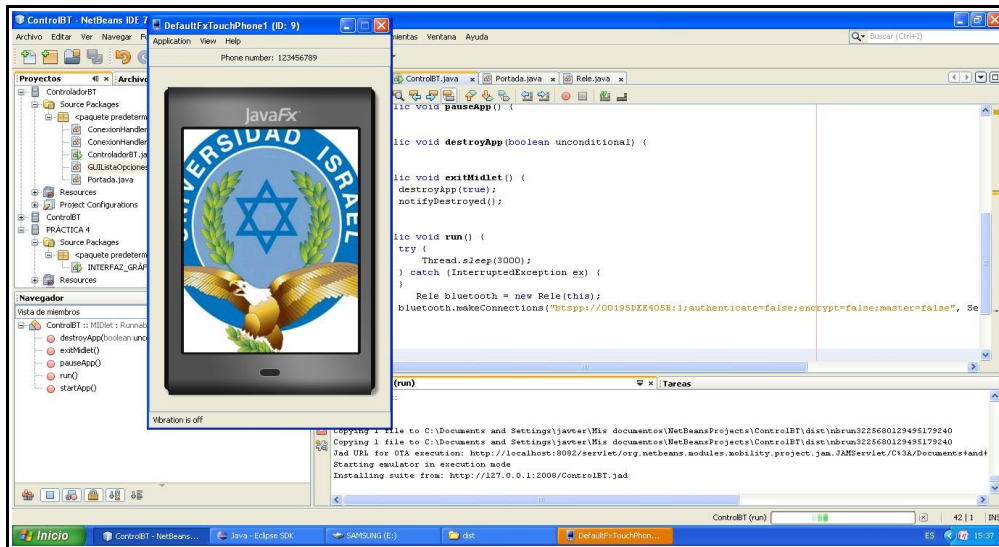 ControlBT - NetBeans IDE 7
DefaultFxTouchPhone1 (ID: 9)
Archivo Editar Ver Navegar
Application View Help
Ventana Ayuda
Buscar (Ctrl+I)
Phone number: 123456789
Proyectos
Archivo
ControlBT.java
Portada.java
Rele.java
ControladorBT
Source Packages
<paquete predeterm
ConexionHandler
ConexionHandler
ControladorBT.ja
GUIListaOpciones
Portada.java
Resources
Project Configurations
ControlBT
PRÁCTICA 4
Source Packages
<paquete predeterm
INTERFAZ_GRÁF
Resources
JavaFx
UNIVERSIDAD ISRAEL
lic void pauseApp() {
lic void destroyApp(boolean unconditional) {
lic void exitMidlet() {
destroyApp(true);
notifyDestroyed();
lic void run() {
try {
Thread.sleep(3000);
} catch (InterruptedException ex) {
}
Rele bluetooth = new Rele(this);
bluetooth.makeConnections("btspp://00195DEE405B:1;authenticate=false;encrypt=false;master=false", Se
Navegador
Vista de miembros
ControlBT :: MIDlet : Runnab
destroyApp(boolean unco
exitMidlet()
pauseApp()
run()
startApp()
Vibration is off
(run)
Tareas
Copying 1 file to C:\Documents and Settings\javter\Mis documentos\NetBeansProjects\ControlBT\dist\nbrun3225680129495179240
Copying 1 file to C:\Documents and Settings\javter\Mis documentos\NetBeansProjects\ControlBT\dist\nbrun3225680129495179240
Jad URL for OTA execution: http://localhost:8082/servlet/org.netbeans.modules.mobility.project.jam.JAMServlet/C%3A/Documents+and+
Starting emulator in execution mode
Installing suite from: http://127.0.0.1:2008/ControlBT.jad
ControlBT (run)
42 | 1
INS
Inicio
ControlBT - NetBeans...
Java - Eclipse SDK
SAMSUNG (E:)
dist
DefaultFxTouchPhon...
ES
15:37